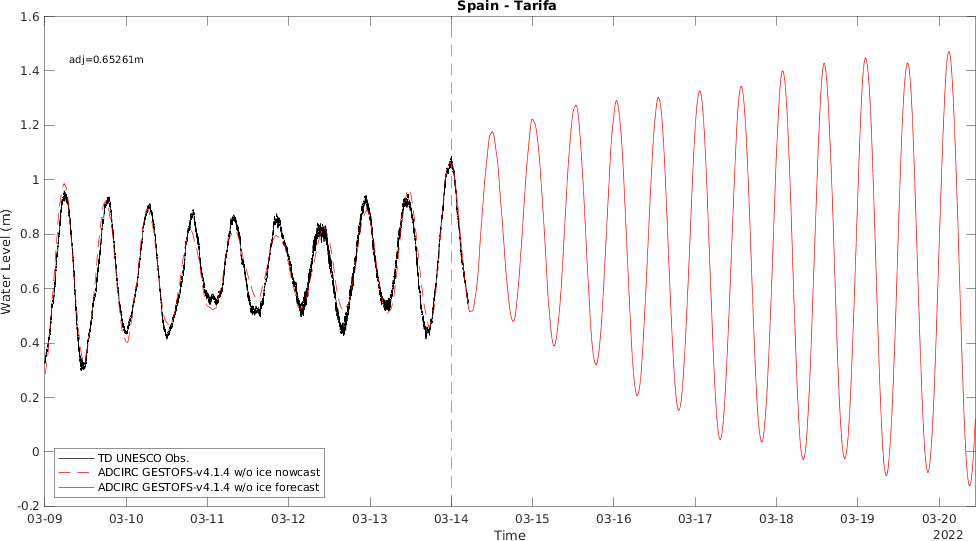 Spain - Tarifa
1.6
adj=0.65261m
1.4
1.2
1
0.8
0.6
0.4
0.2
0
-0.2
Water Level (m)
TD UNESCO Obs.
ADCIRC GESTOFS-v4.1.4 w/o ice nowcast
ADCIRC GESTOFS-v4.1.4 w/o ice forecast
03-09 03-10 03-11 03-12 03-13 03-14 03-15 03-16 03-17 03-18 03-19 03-20
Time
2022